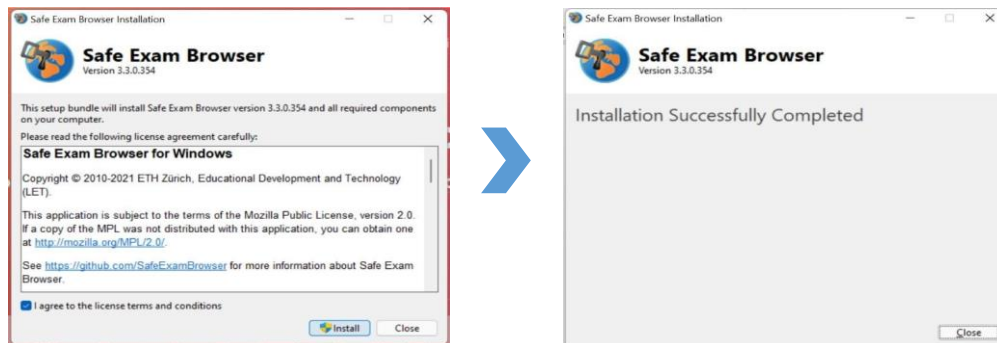 Safe Exam Browser Installation
Safe Exam Browser
Version 3.3.0.354
This setup bundle will install Safe Exam Browser version 3.3.0.354 and all required components
on your computer.
Please read the following license agreement carefully:
Safe Exam Browser for Windows
Copyright © 2010-2021 ETH Zürich, Educational Development and Technology
(LET).
This application is subject to the terms of the Mozilla Public License, version 2.0.
If a copy of the MPL was not distributed with this application, you can obtain one
at http://mozilla.org/MPL/2.0/.
See https://github.com/SafeExamBrowser for more information about Safe Exam
Browser.
I agree to the license terms and conditions
Install
Close
Safe Exam Browser Installation
Safe Exam Browser
Version 3.3.0.354
Installation Successfully Completed
Close